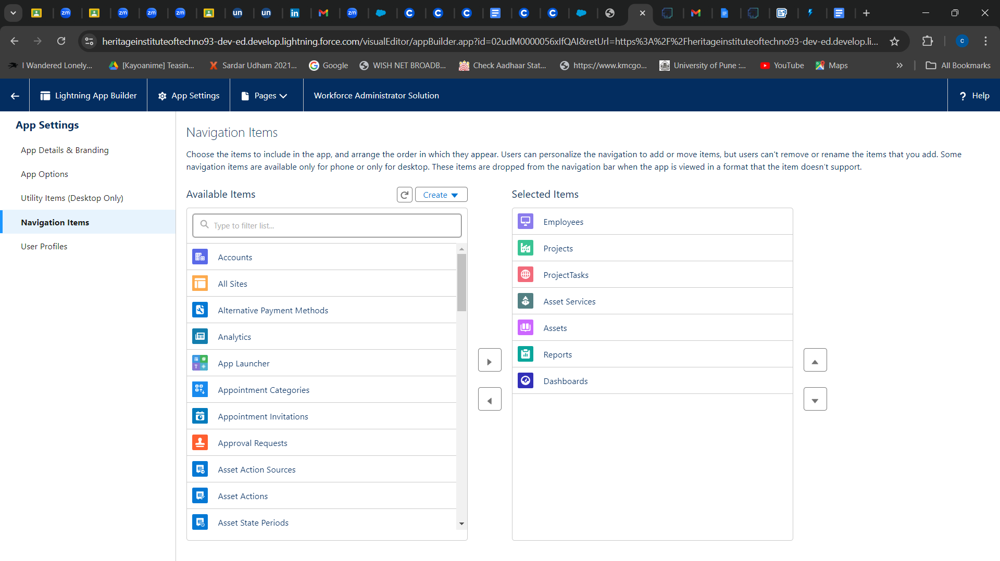 zm
zm
zm
zm
un
un
in
zm
C
C
C
C
C
heritageinstituteoftechno93-dev-ed.develop.lightning.force.com/visualEditor/appBuilder.app?id=02udM0000056xIfQAI&retUrl=https%3A%2F%2Fheritageinstituteoftechno93-dev-ed.develop.li...
c
I Wandered Lonely...
[Kayoanime] Teasin...
Sardar Udham 2021...
Google
WISH NET BROADB...
Check Aadhaar Stat...
https://www.kmcgo...
University of Pune :...
YouTube
Maps
All Bookmarks
Lightning App Builder
App Settings
Pages
Workforce Administrator Solution
? Help
App Settings
App Details & Branding
App Options
Utility Items (Desktop Only)
Navigation Items
User Profiles
Navigation Items
Choose the items to include in the app, and arrange the order in which they appear. Users can personalize the navigation to add or move items, but users can't remove or rename the items that you add. Some
navigation items are available only for phone or only for desktop. These items are dropped from the navigation bar when the app is viewed in a format that the item doesn't support.
Available Items
Create
Type to filter list...
Accounts
All Sites
Alternative Payment Methods
Analytics
App Launcher
Appointment Categories
Appointment Invitations
Approval Requests
Asset Action Sources
Asset Actions
Asset State Periods
Selected Items
Employees
Projects
ProjectTasks
Asset Services
Assets
Reports
Dashboards